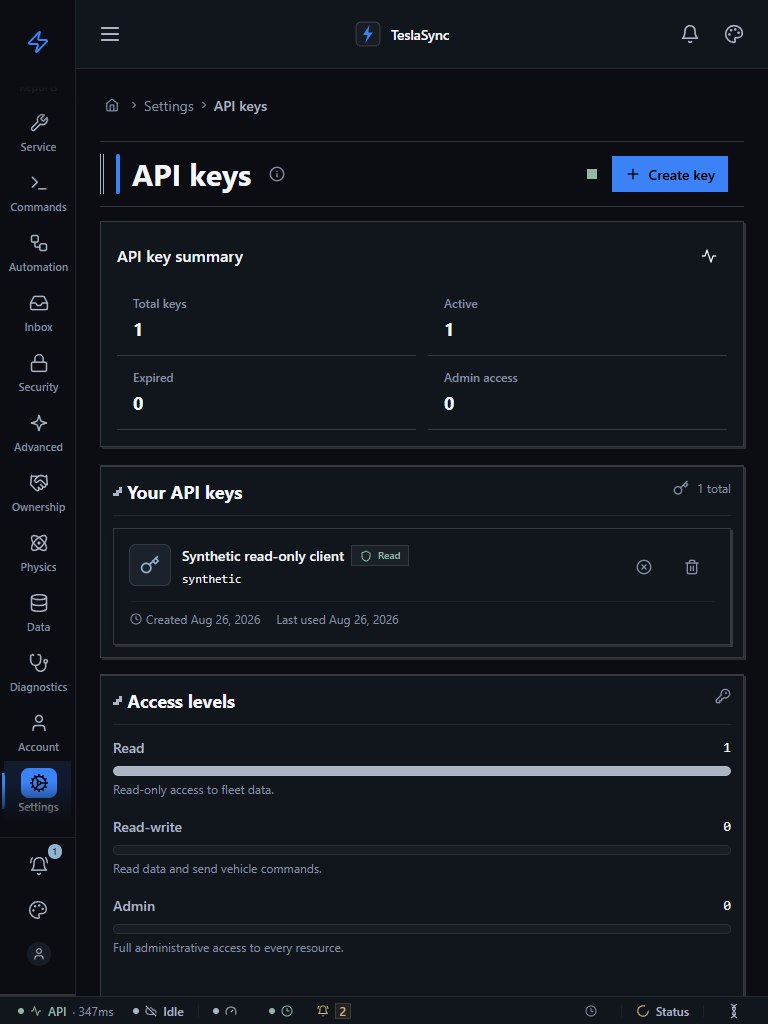 TeslaSync
Settings
API keys
API keys
Create key
Service
Commands
Automation
Inbox
Security
Advanced
Ownership
Physics
Data
Diagnostics
Account
Settings
1
API key summary
Total keys
1
Active
1
Expired
0
Admin access
0
Your API keys
1 total
Synthetic read-only client
Read
synthetic
Created Aug 26, 2026
Last used Aug 26, 2026
Access levels
Read
1
Read-only access to fleet data.
Read-write
0
Read data and send vehicle commands.
Admin
0
Full administrative access to every resource.
API · 347ms
Idle
2
Status